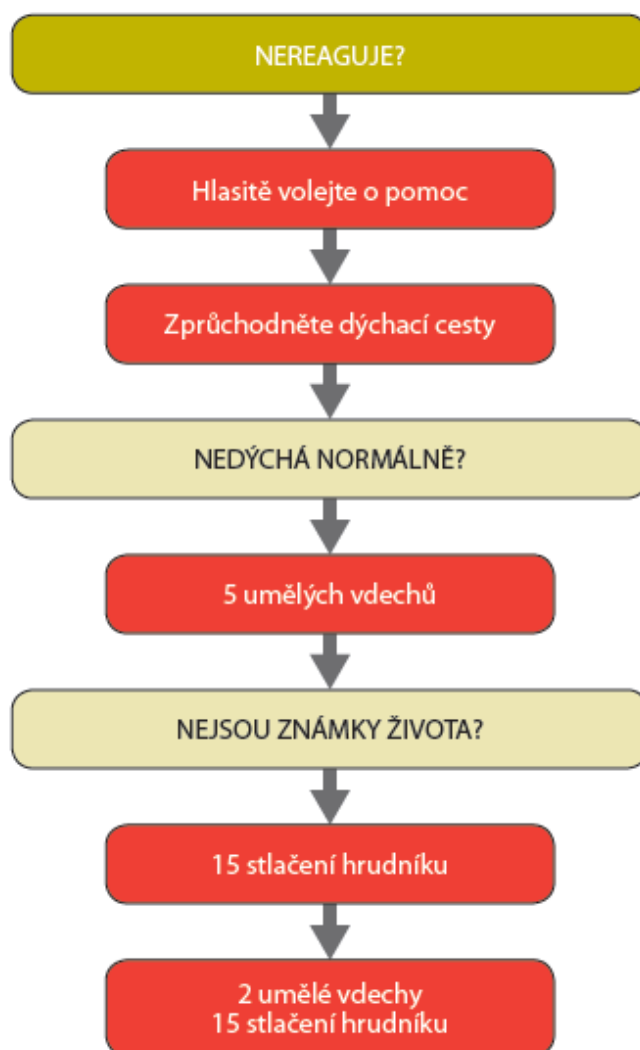 NEREAGUJE?
Hlasitě volejte o pomoc
Zprůchodněte dýchací cesty
NEDÝCHÁ NORMÁLNĚ?
5 umělých vdechů
NEJSOU ZNÁMKY ŽIVOTA?
15 stlačení hrudníku
2 umělé vdechy
15 stlačení hrudníku